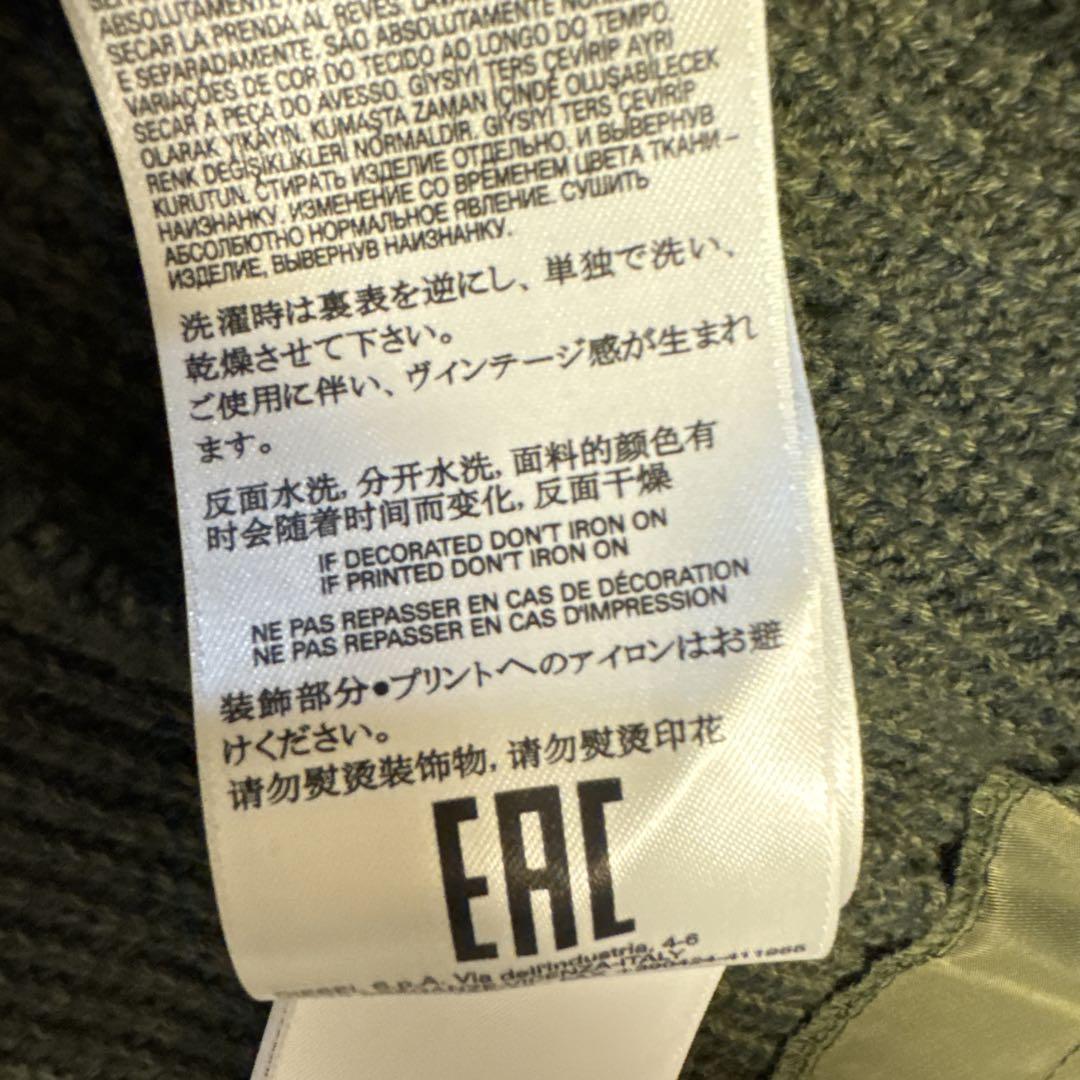 ABSOLUTAMENTE
SECAR LA PRENDA AL REVÉS.
E SEPARADAMENTE. SÃO ABSOLUTAMENTE
VARIAÇÕES DE COR DO TECIDO AO LONGO DO TEMPO.
SECAR A PEÇA DO AVESSO. GİYSİYİ TERS ÇEVİRİP AYRI
OLARAK YIKAYIN. KUMAŞTA ZAMAN İÇİNDE OLUŞABİLECEK
RENK DEĞİŞİKLİKLERİ NORMALDİR. GİYSİYİ TERS ÇEVİRİP
KURUTUN. СТИРАТЬ ИЗДЕЛИЕ ОТДЕЛЬНО, И ВЫВЕРНУВ
НАИЗНАНКУ. ИЗМЕНЕНИЕ СО ВРЕМЕНЕМ ЦВЕТА ТКАНИ –
АБСОЛЮТНО НОРМАЛЬНОЕ ЯВЛЕНИЕ. СУШИТЬ
ИЗДЕЛИЕ, ВЫВЕРНУВ НАИЗНАНКУ.
洗濯時は裏表を逆にし、単独で洗い、
乾燥させて下さい。
ご使用に伴い、ヴィンテージ感が生まれ
ます。
反面水洗, 分开水洗, 面料的颜色有
时会随着时间而变化, 反面干燥
IF DECORATED DON'T IRON ON
IF PRINTED DON'T IRON ON
NE PAS REPASSER EN CAS DE DÉCORATION
NE PAS REPASSER EN CAS D'IMPRESSION
装飾部分●プリントへのアイロンはお避
けください。
请勿熨烫装饰物, 请勿熨烫印花
EAC
S.P.A. Via dell'industria, 4-6
VICENZA-ITALY +390424-411955